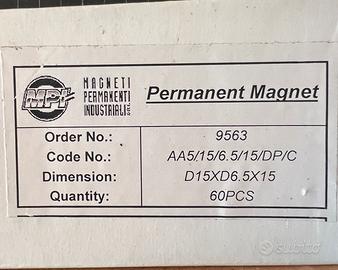 MPI
MAGNETI
PERMANENTI
INDUSTRIALI S.R.L.
Permanent Magnet
Order No.: 9563
Code No.: AA5/15/6.5/15/DP/C
Dimension: D15XD6.5X15
Quantity: 60PCS
subito